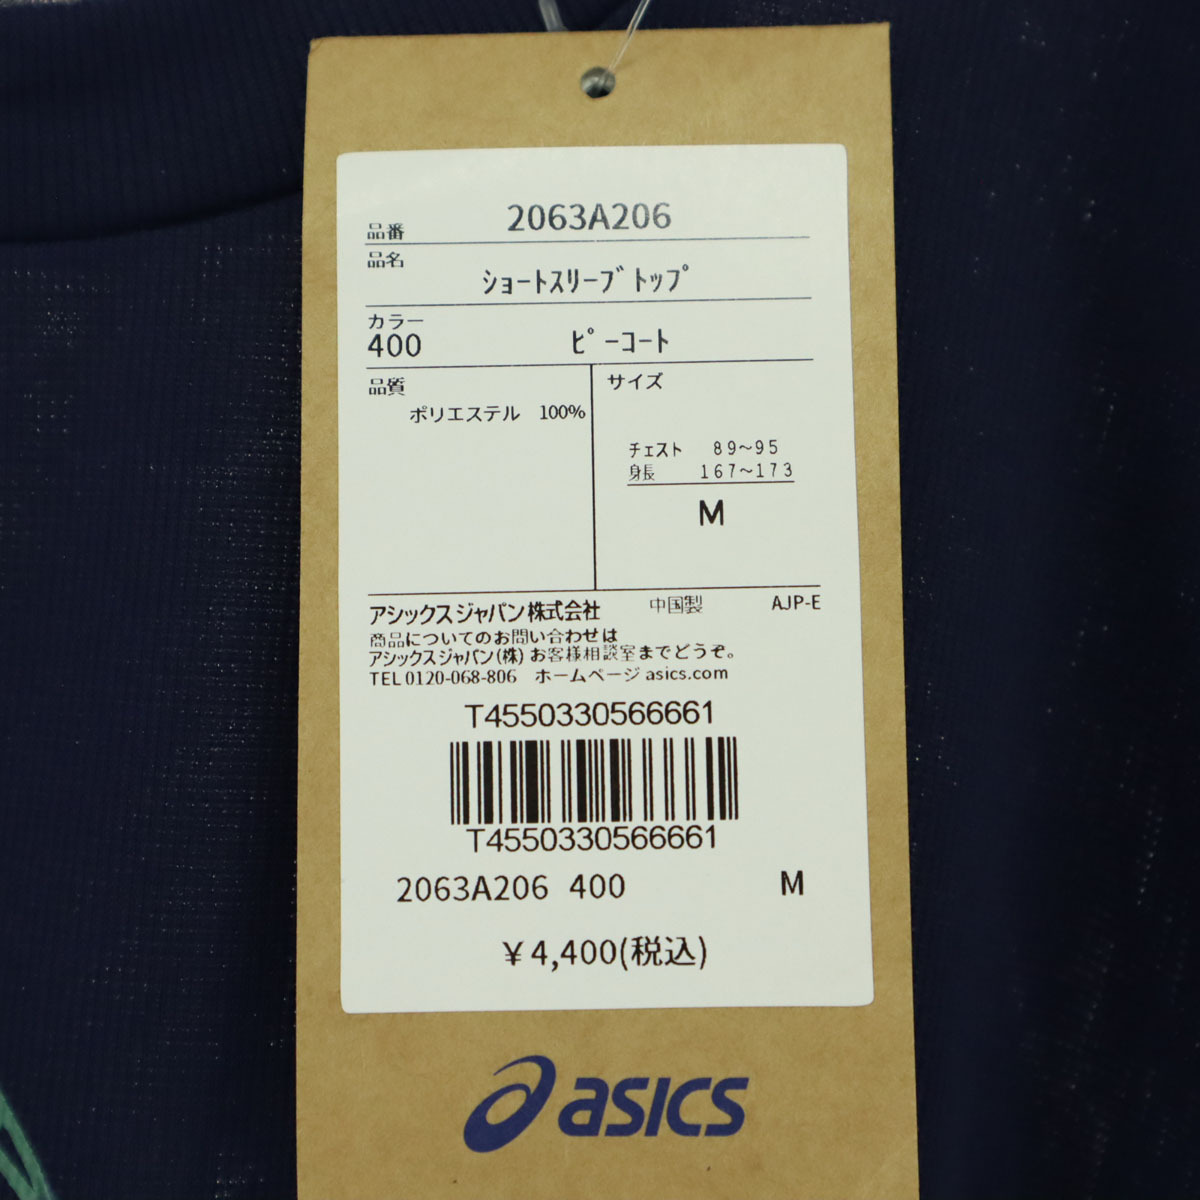 品番 2063A206
品名
ｼｮｰﾄｽﾘｰﾌﾞﾄｯﾌﾟ
カラー
400 ﾋﾟｰｺｰﾄ
品質
ポリエステル 100%
サイズ
チェスト 89～95
身長 167～173
M
アシックスジャパン株式会社 中国製 AJP-E
商品についてのお問い合わせは
アシックスジャパン(株)お客様相談室までどうぞ。
TEL 0120-068-806 ホームページ asics.com
T4550330566661
T4550330566661
2063A206 400 M
¥4,400(税込)
asics